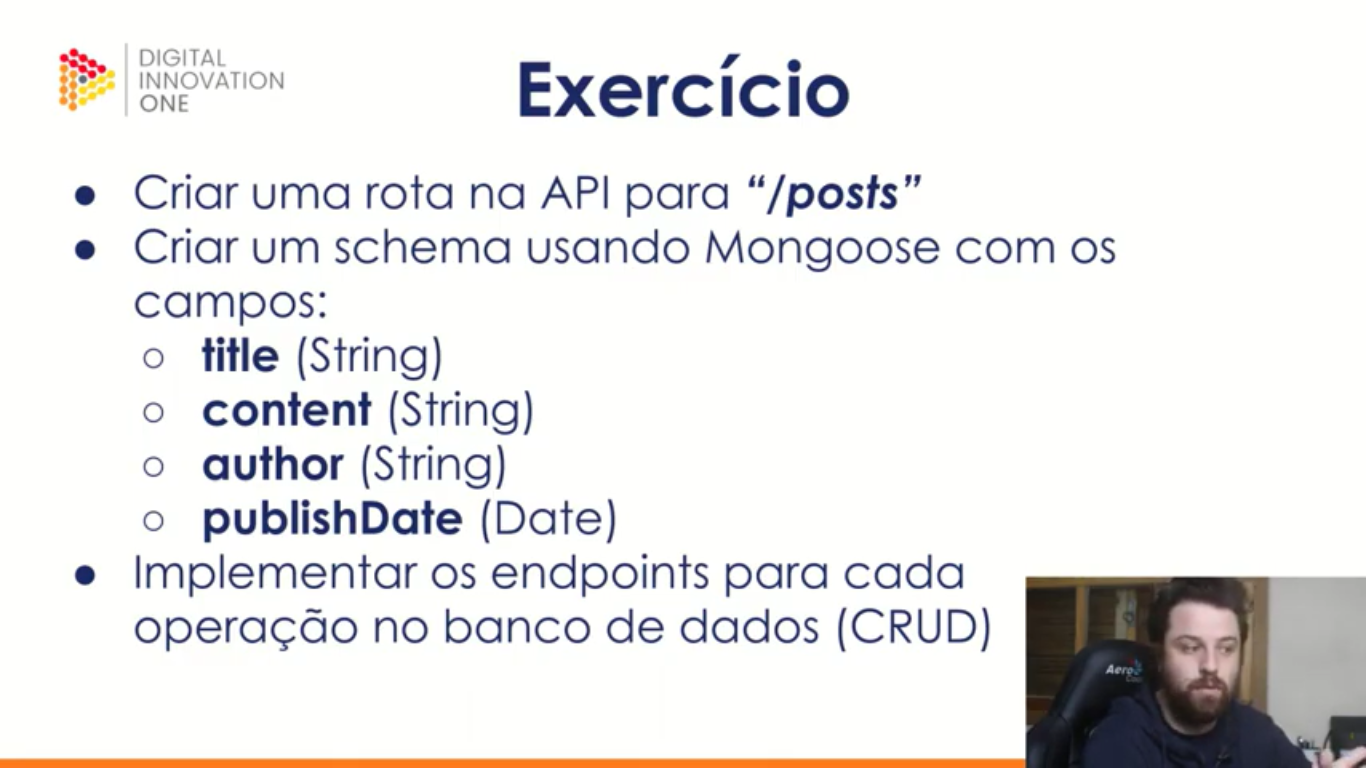 DIGITAL
INNOVATION
ONE
Exercício
● Criar uma rota na API para “/posts”
● Criar um schema usando Mongoose com os
campos:
○ title (String)
○ content (String)
○ author (String)
○ publishDate (Date)
● Implementar os endpoints para cada
operação no banco de dados (CRUD)
Aero